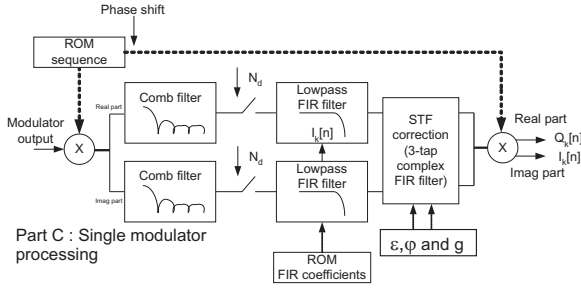 Phase shift
ROM
sequence
Modulator
output
X
Real part
Imag part
Comb filter
Comb filter
N_d
N_d
Lowpass
FIR filter
I_k[n]
Lowpass
FIR filter
ROM
FIR coefficients
STF
correction
(3-tap
complex
FIR filter)
ε,φ and g
X
Real part
Q_k[n]
I_k[n]
Imag part
Part C : Single modulator
processing